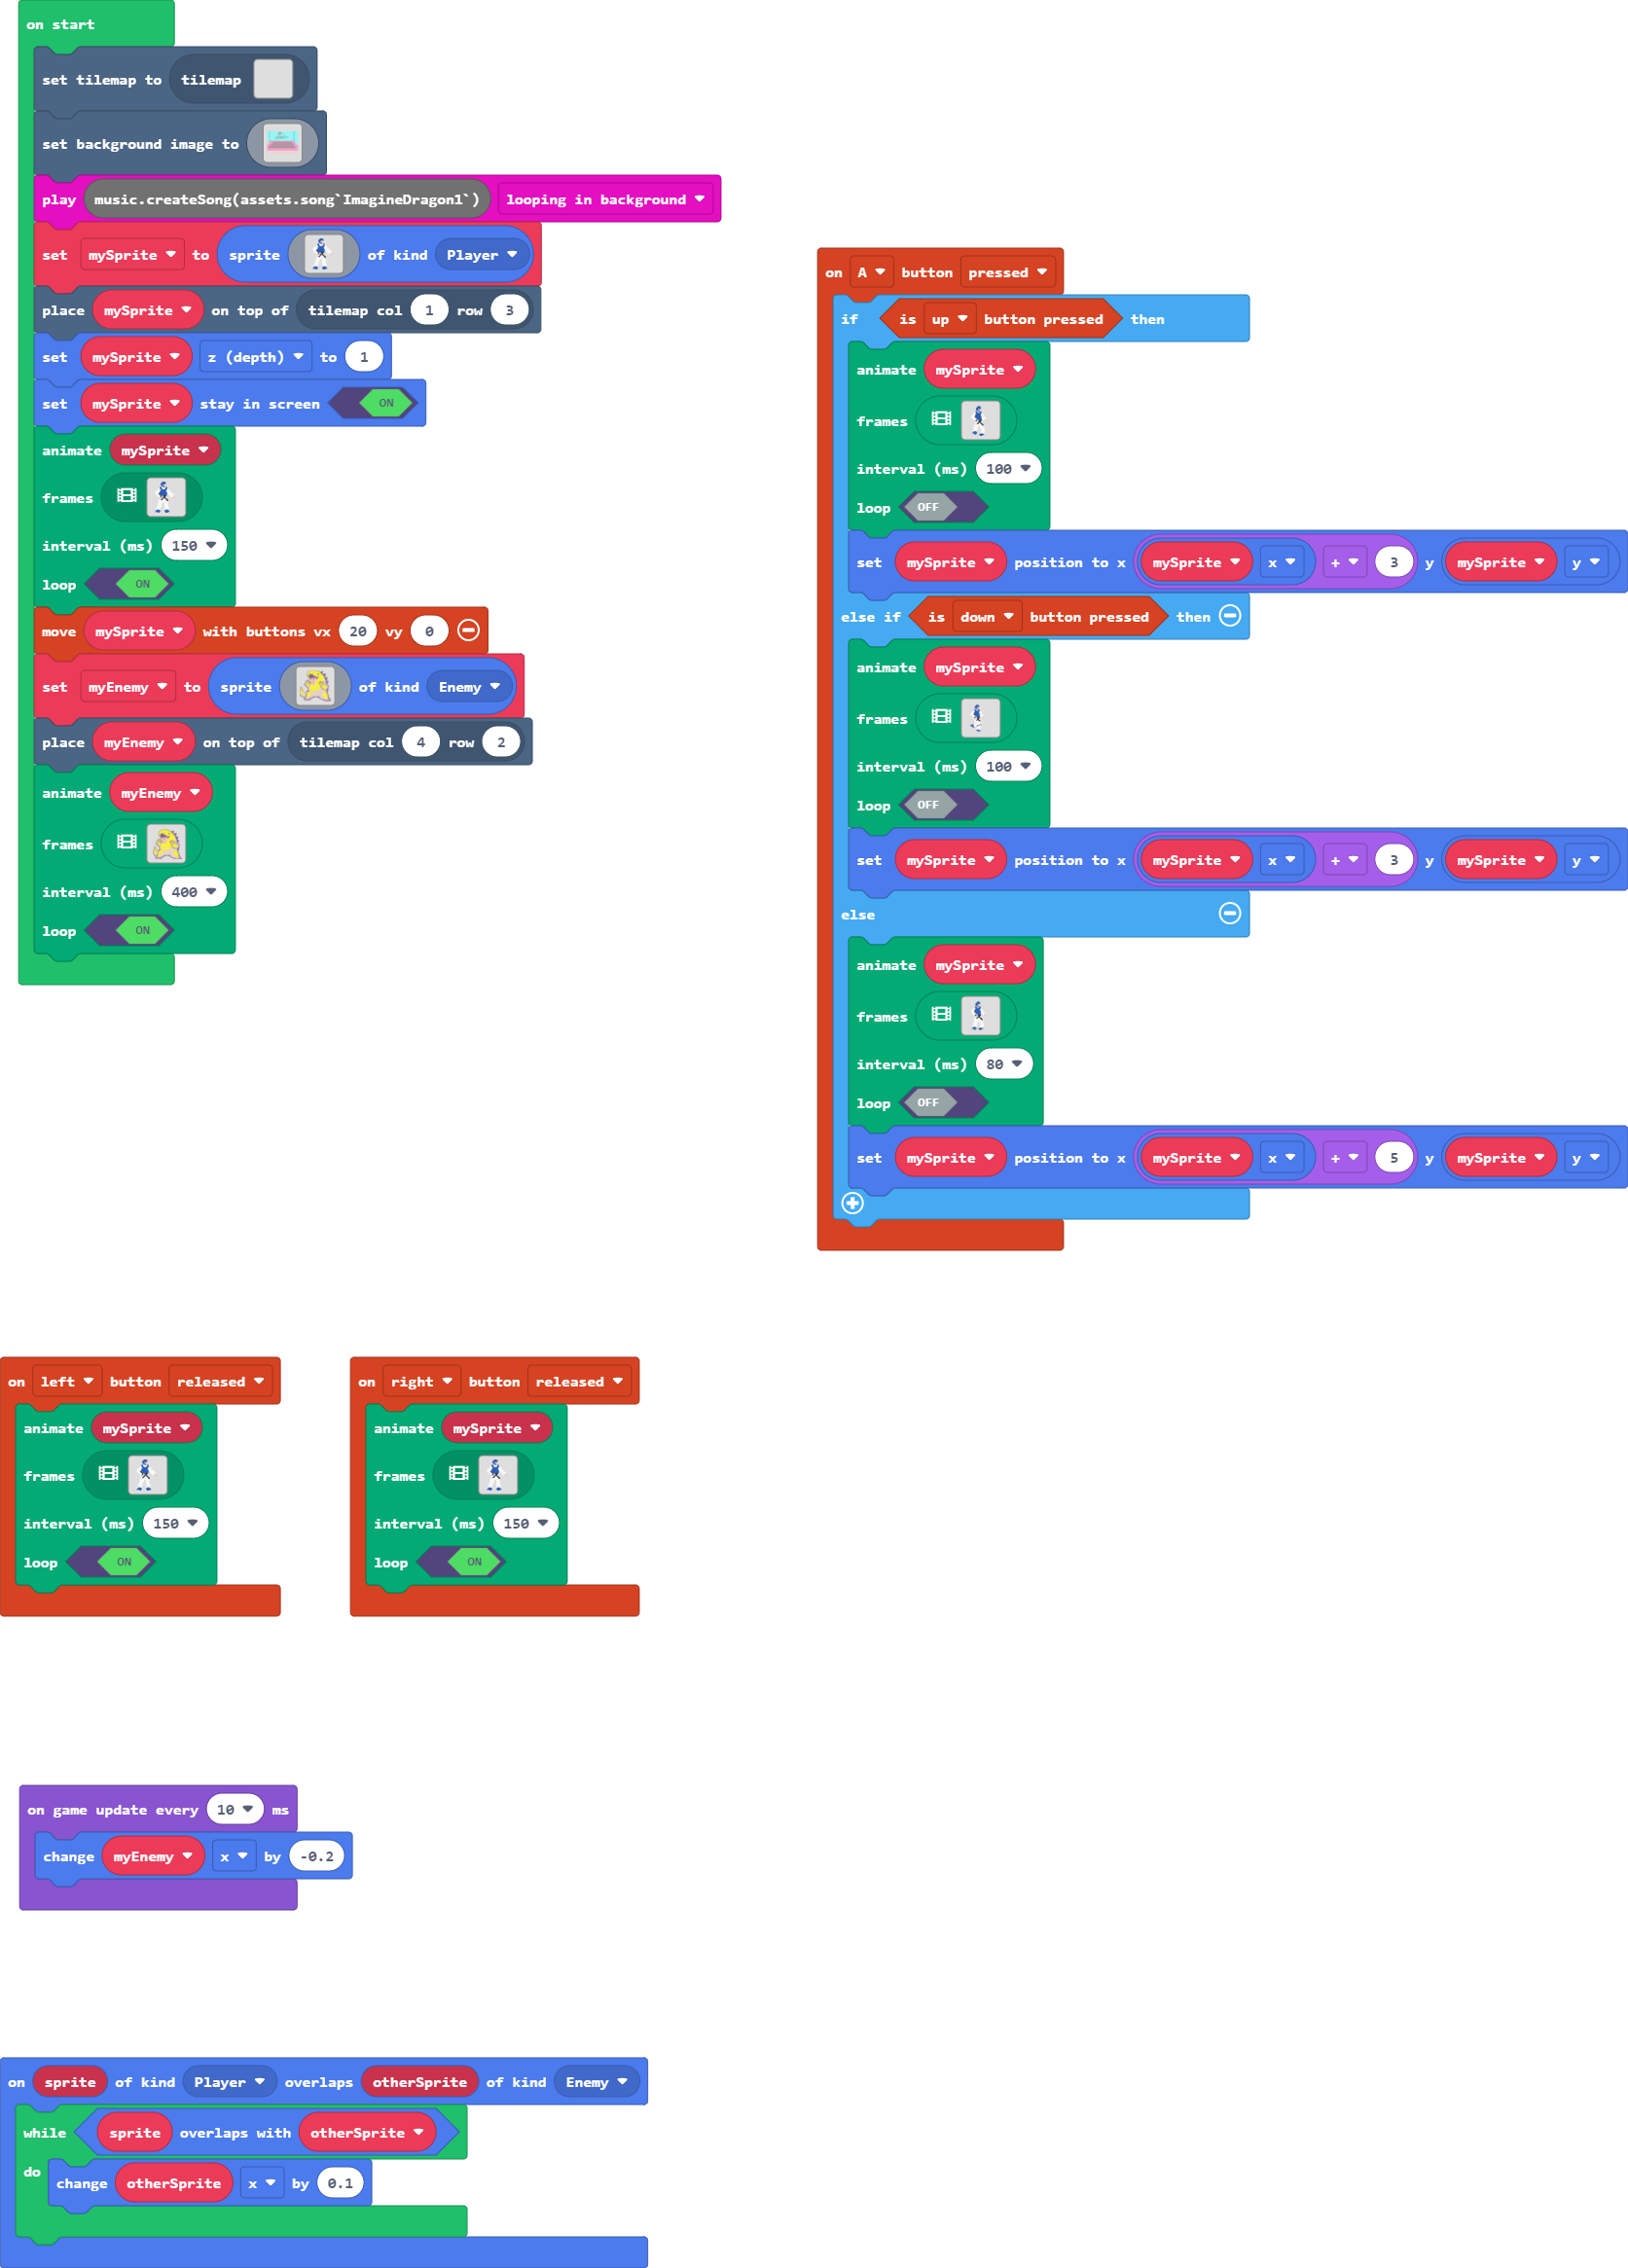 on start
set tilemap to tilemap
set background image to
play music.createSong(assets.song`ImagineDragon1`) looping in background
set mySprite to sprite of kind Player
place mySprite on top of tilemap col 1 row 3
set mySprite z (depth) to 1
set mySprite stay in screen ON
animate mySprite
frames
interval (ms) 150
loop ON
move mySprite with buttons vx 20 vy 0
set myEnemy to sprite of kind Enemy
place myEnemy on top of tilemap col 4 row 2
animate myEnemy
frames
interval (ms) 400
loop ON
on A button pressed
if is up button pressed then
animate mySprite
frames
interval (ms) 100
loop OFF
set mySprite position to x mySprite x + 3 y mySprite y
else if is down button pressed then
animate mySprite
frames
interval (ms) 100
loop OFF
set mySprite position to x mySprite x + 3 y mySprite y
else
animate mySprite
frames
interval (ms) 80
loop OFF
set mySprite position to x mySprite x + 5 y mySprite y
on left button released
animate mySprite
frames
interval (ms) 150
loop ON
on right button released
animate mySprite
frames
interval (ms) 150
loop ON
on game update every 10 ms
change myEnemy x by -0.2
on sprite of kind Player overlaps otherSprite of kind Enemy
while sprite overlaps with otherSprite
do change otherSprite x by 0.1